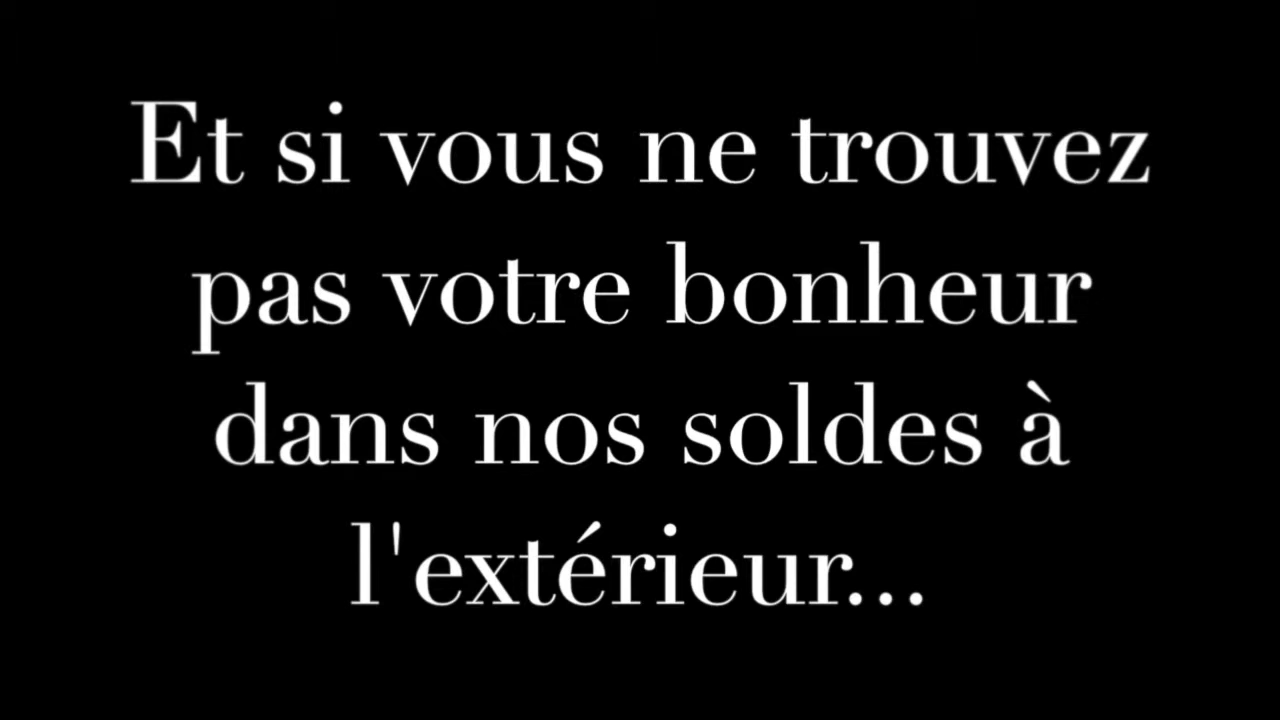 Et si vous ne trouvez
pas votre bonheur
dans nos soldes à
l'extérieur...